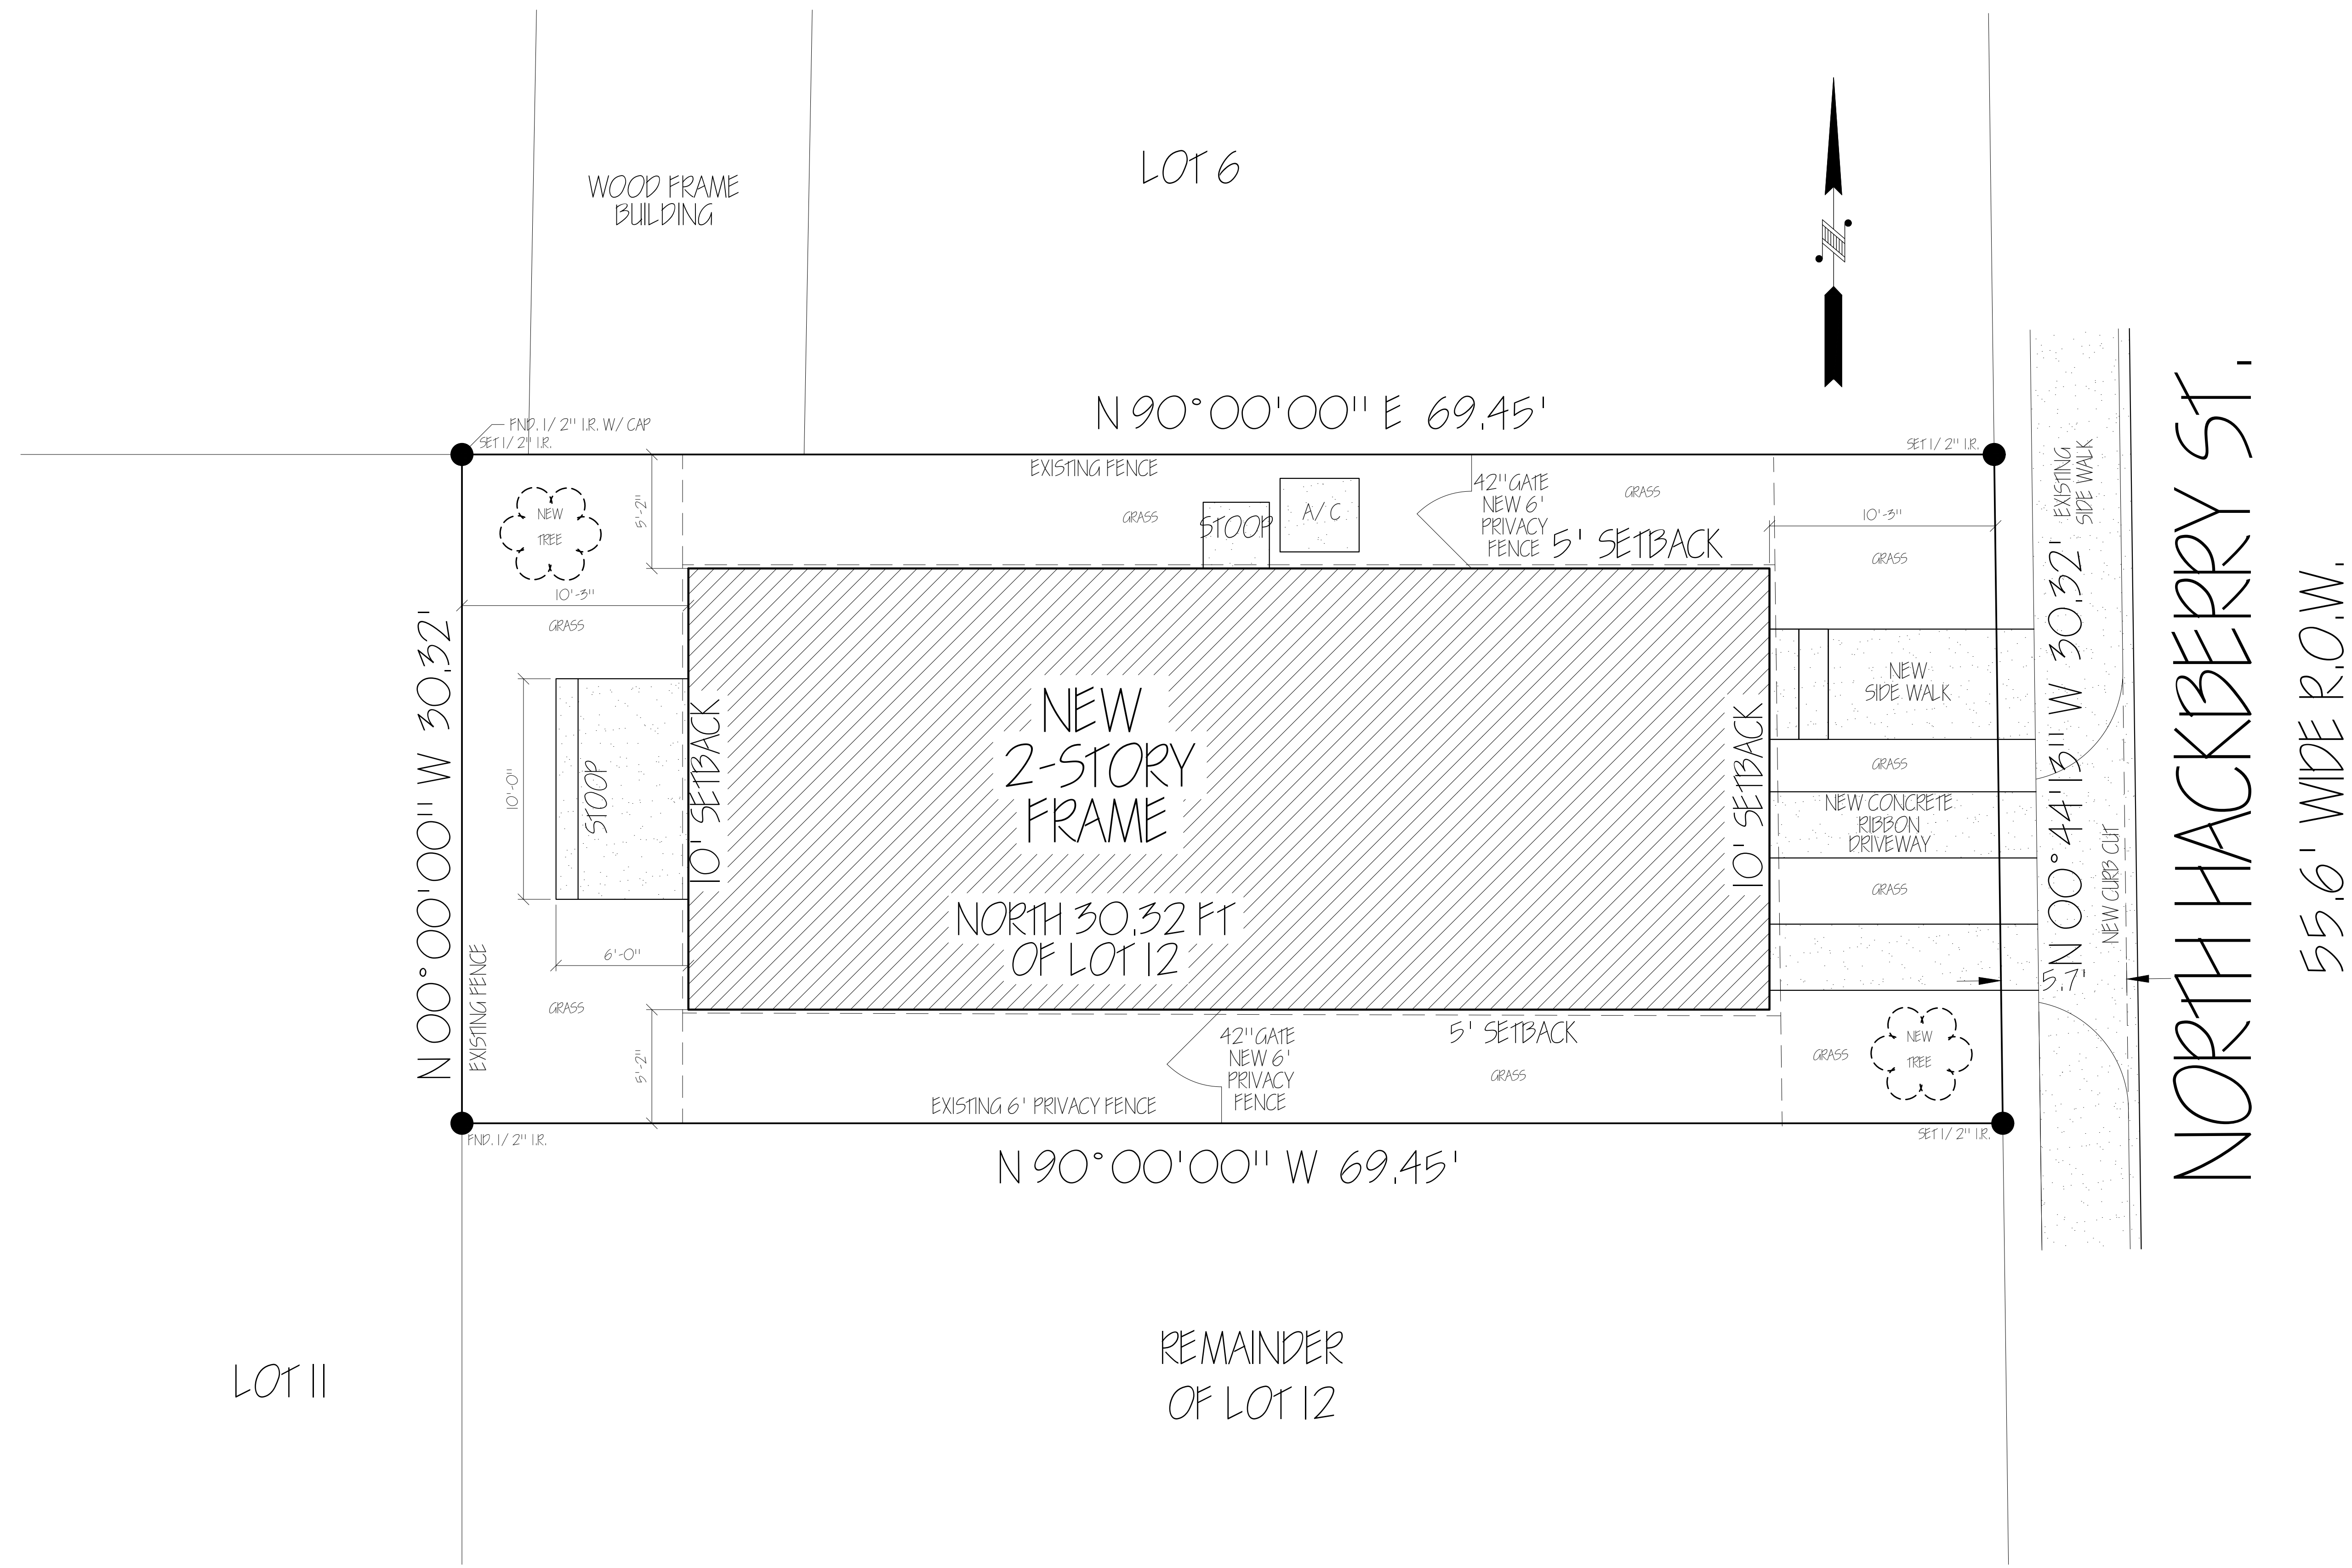 LOT 6
WOOD FRAME
BUILDING
N 90°00'00" E 69.45'
FND. 1/2" I.R. W/ CAP
SET 1/2" I.R.
SET 1/2" I.R.
EXISTING FENCE
EXISTING
SIDE WALK
NEW
TREE
5'-2"
GRASS
STOOP
A/C
42" GATE
NEW 6'
PRIVACY
FENCE
GRASS
5' SETBACK
10'-3"
GRASS
10'-3"
GRASS
N 00°00'00" W 30.32'
10'-0"
STOOP
10' SETBACK
NEW
2-STORY
FRAME
NORTH 30.32 FT
OF LOT 12
10' SETBACK
NEW
SIDE WALK
GRASS
NEW CONCRETE
RIBBON
DRIVEWAY
GRASS
N 00°44'13" W 30.32'
NEW CURB CUT
NORTH HACKBERRY ST.
55.6' WIDE R.O.W.
6'-0"
EXISTING FENCE
GRASS
5.7'
5'-2"
42" GATE
NEW 6'
PRIVACY
FENCE
5' SETBACK
GRASS
GRASS
NEW
TREE
EXISTING 6' PRIVACY FENCE
FND. 1/2" I.R.
SET 1/2" I.R.
N 90°00'00" W 69.45'
LOT 11
REMAINDER
OF LOT 12